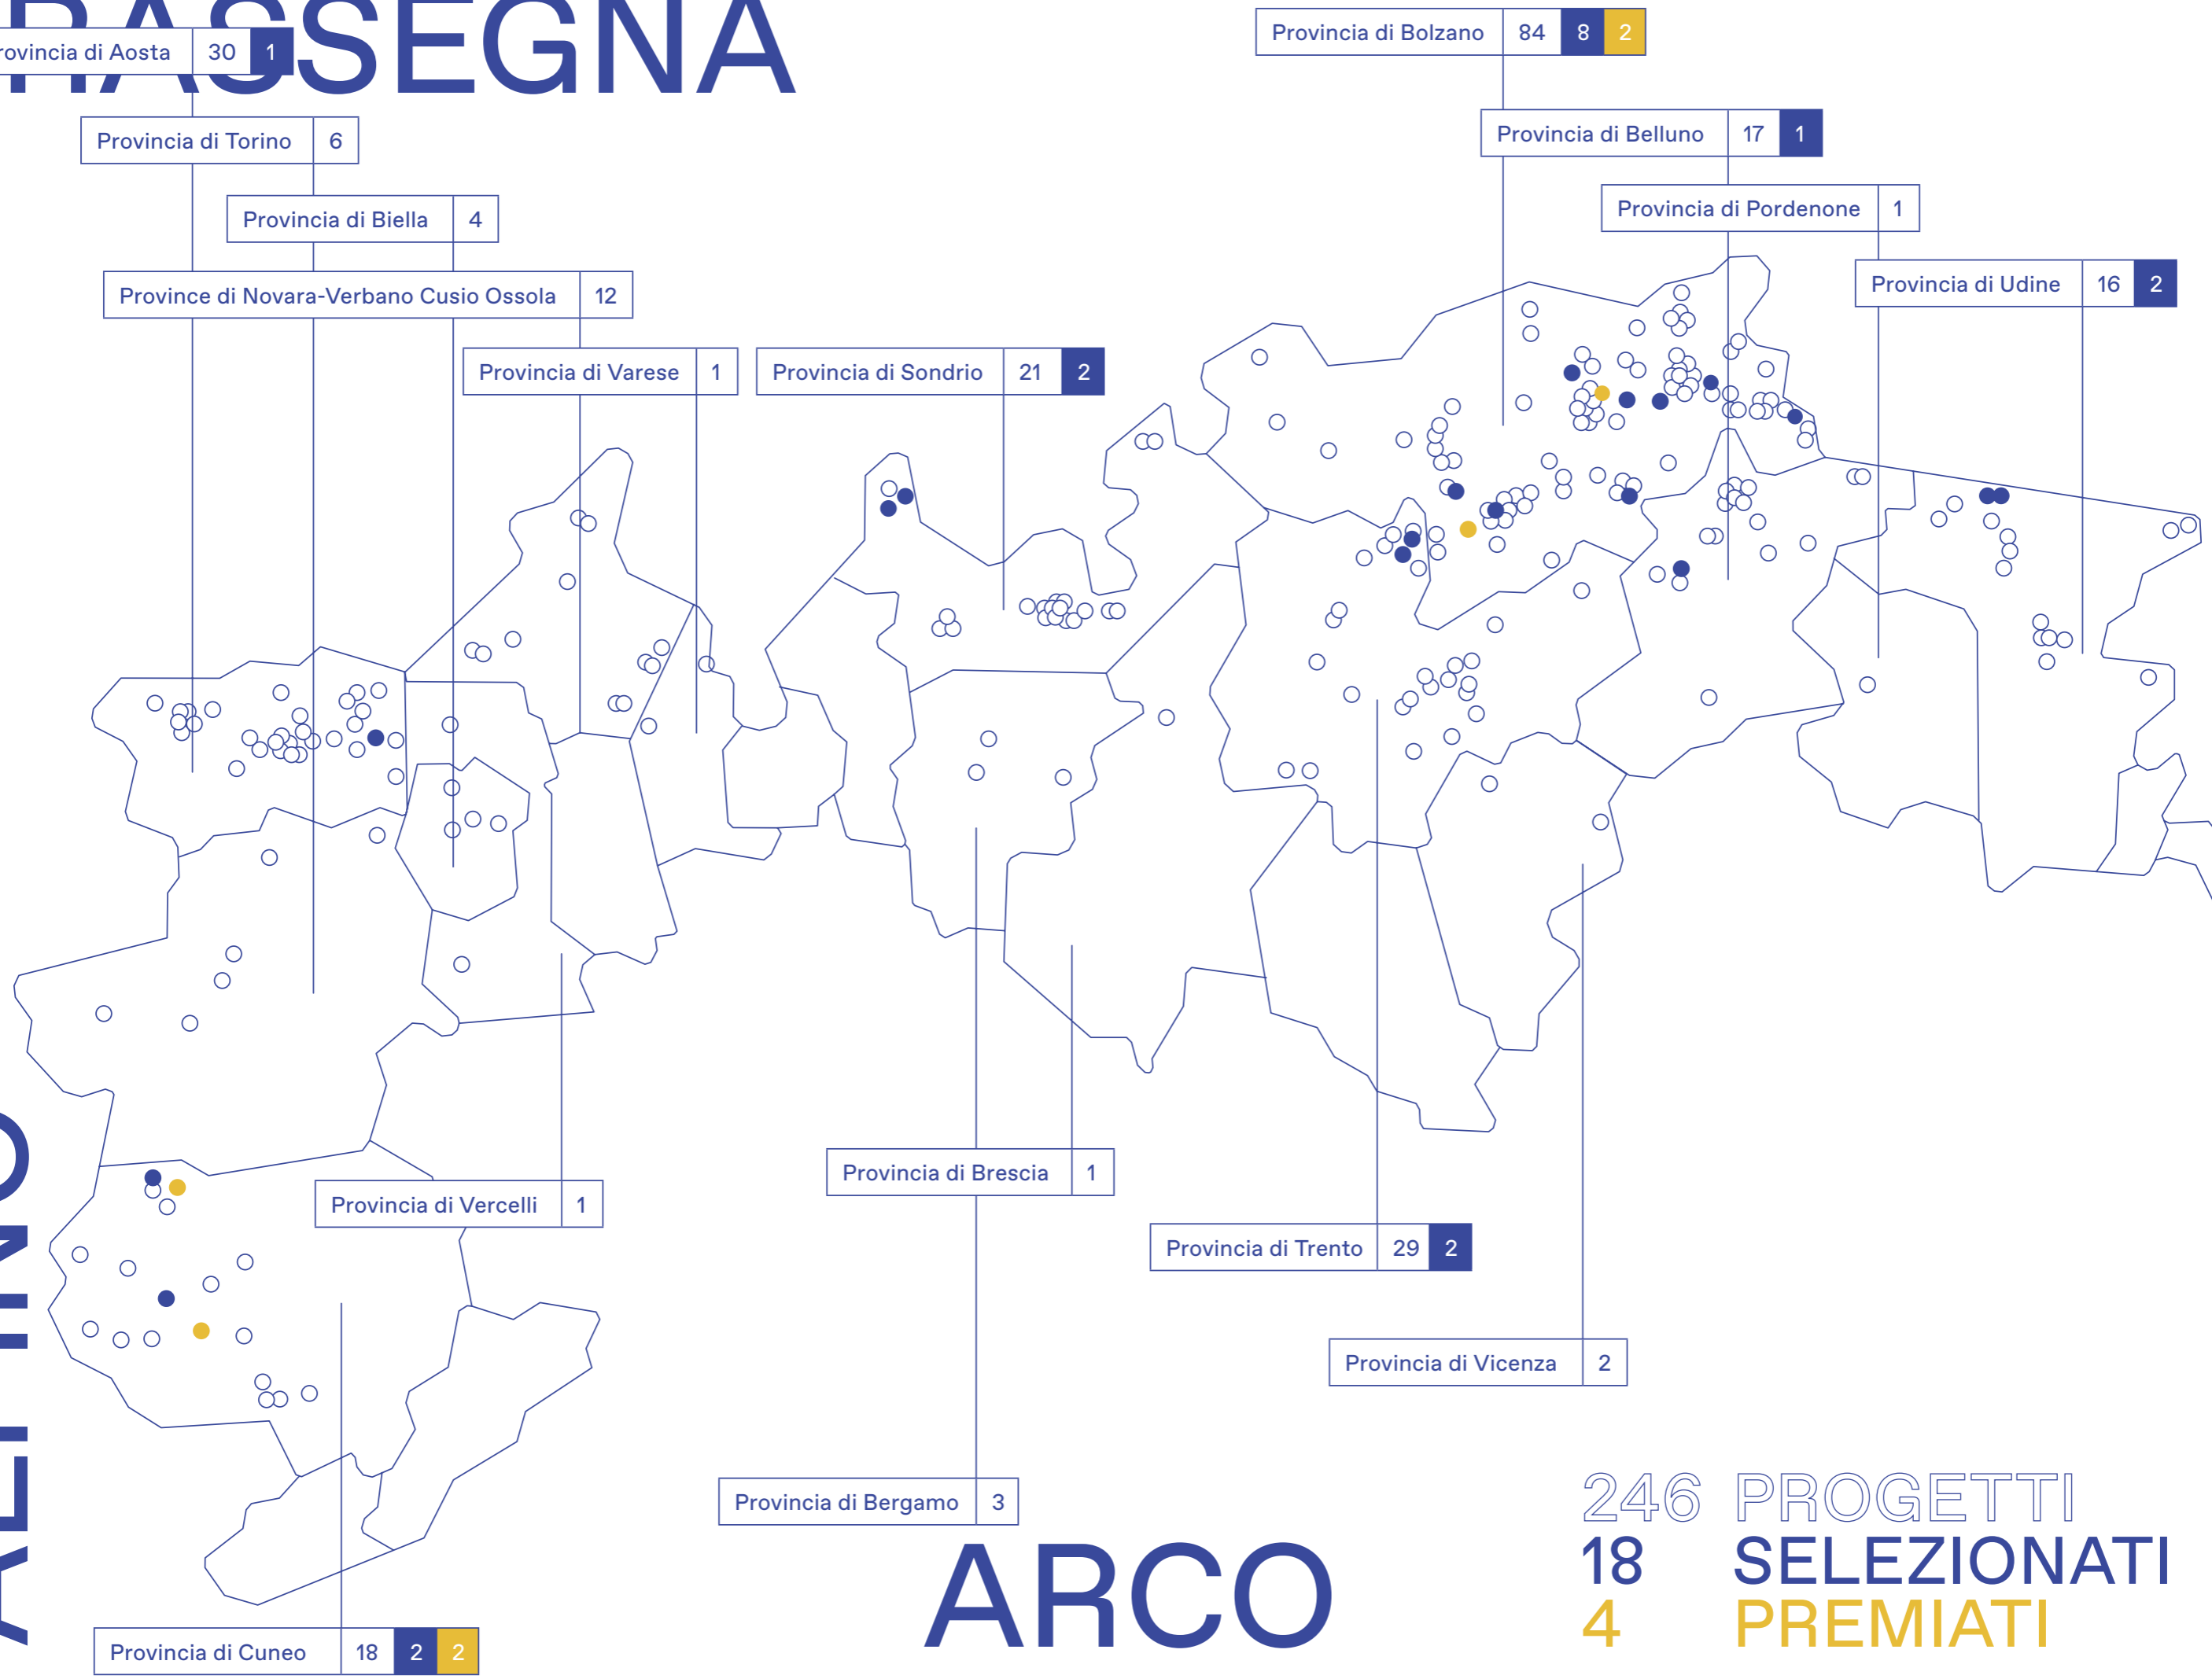 RASSEGNA
rovincia di Aosta 30 1
Provincia di Bolzano 84 8 2
Provincia di Torino 6
Provincia di Belluno 17 1
Provincia di Biella 4
Provincia di Pordenone 1
Province di Novara-Verbano Cusio Ossola 12
Provincia di Udine 16 2
Provincia di Varese 1
Provincia di Sondrio 21 2
Provincia di Vercelli 1
Provincia di Brescia 1
Provincia di Trento 29 2
Provincia di Vicenza 2
Provincia di Bergamo 3
Provincia di Cuneo 18 2 2
ARCO
246 PROGETTI
18 SELEZIONATI
4 PREMIATI